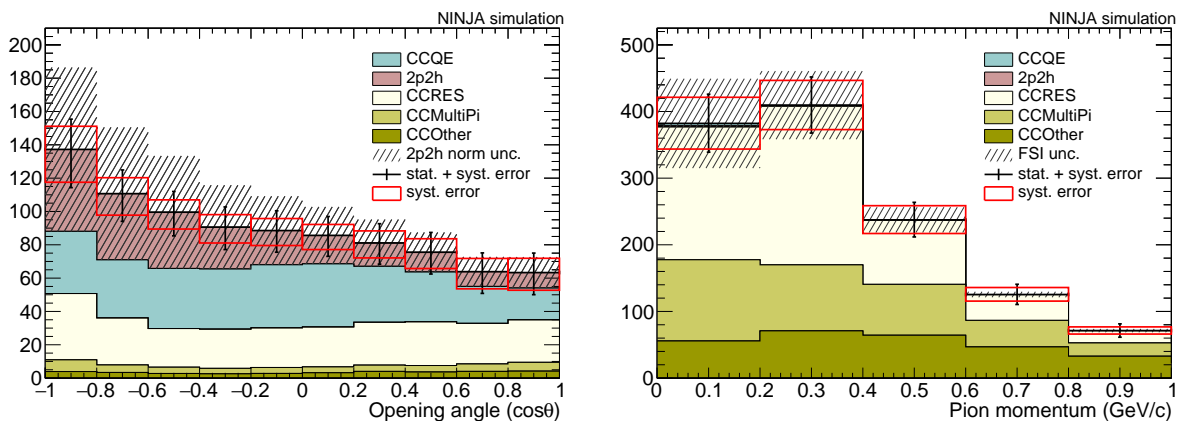 NINJA simulation
200
180
160
140
120
100
80
60
40
20
0
CCQE
2p2h
CCRES
CCMultiPi
CCOther
2p2h norm unc.
stat. + syst. error
syst. error
−1 −0.8 −0.6 −0.4 −0.2 0 0.2 0.4 0.6 0.8 1
Opening angle (cosθ)
NINJA simulation
500
400
300
200
100
0
CCQE
2p2h
CCRES
CCMultiPi
CCOther
FSI unc.
stat. + syst. error
syst. error
0 0.1 0.2 0.3 0.4 0.5 0.6 0.7 0.8 0.9 1
Pion momentum (GeV/c)